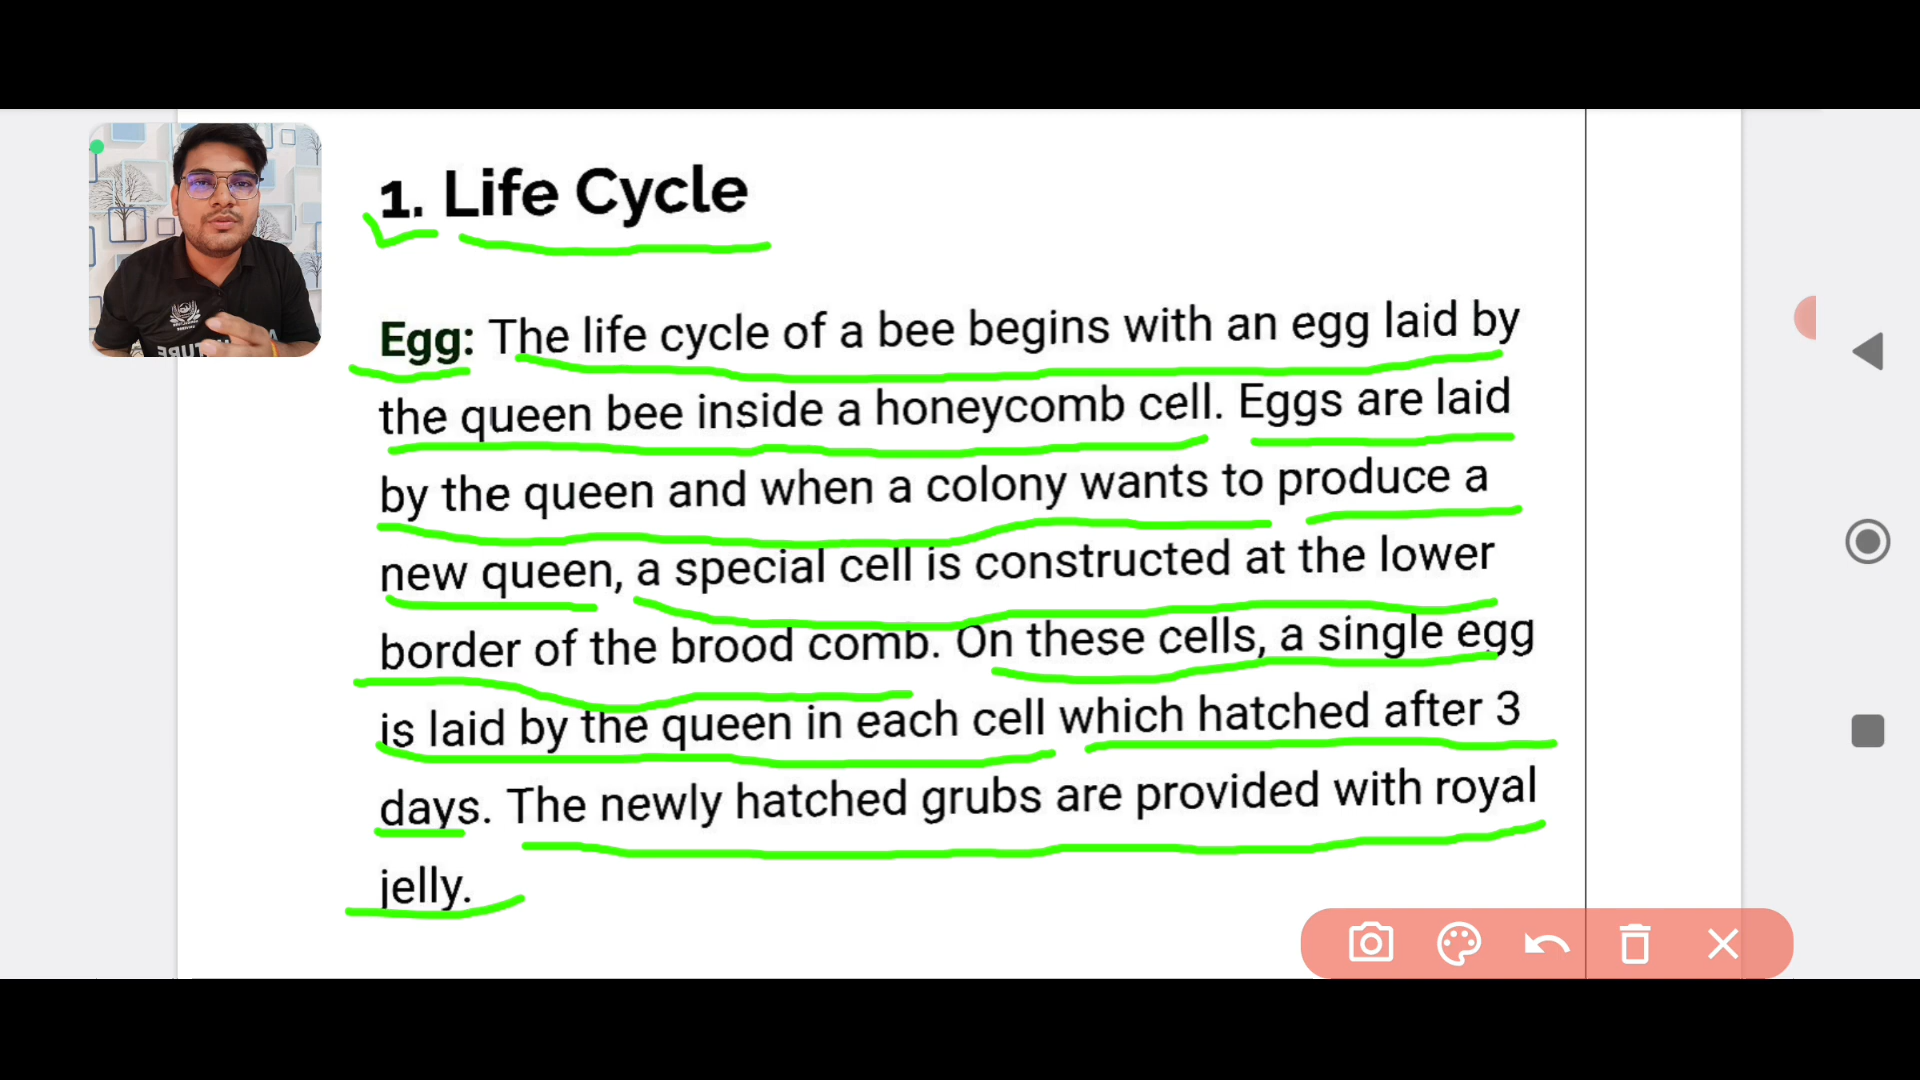 1. Life Cycle
Egg: The life cycle of a bee begins with an egg laid by
the queen bee inside a honeycomb cell. Eggs are laid
by the queen and when a colony wants to produce a
new queen, a special cell is constructed at the lower
border of the brood comb. On these cells, a single egg
is laid by the queen in each cell which hatched after 3
days. The newly hatched grubs are provided with royal
jelly.